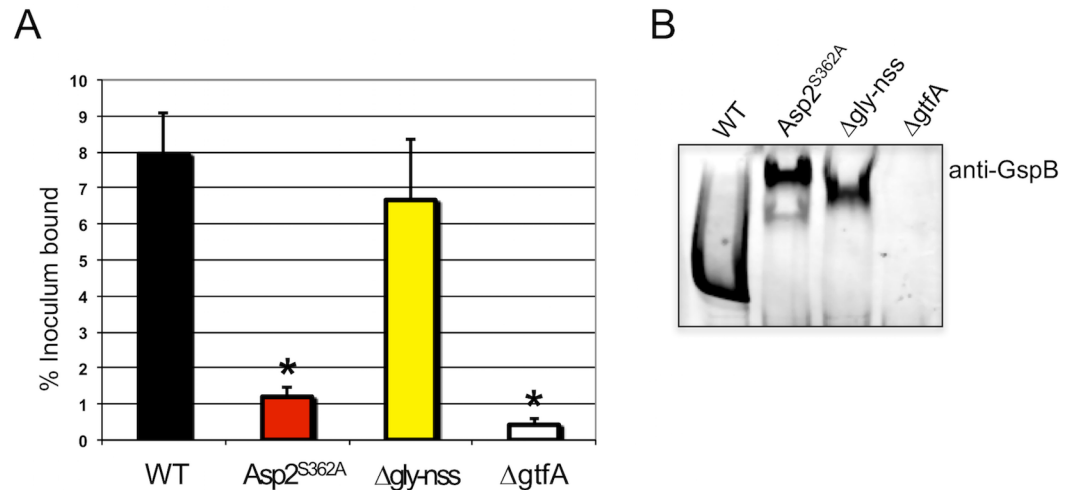 A
% Inoculum bound
10
9
8
7
6
5
4
3
2
1
0
*
*
WT
Asp2S362A
Δgly-nss
ΔgtfA
B
WT
Asp2S362A
Δgly-nss
ΔgtfA
anti-GspB